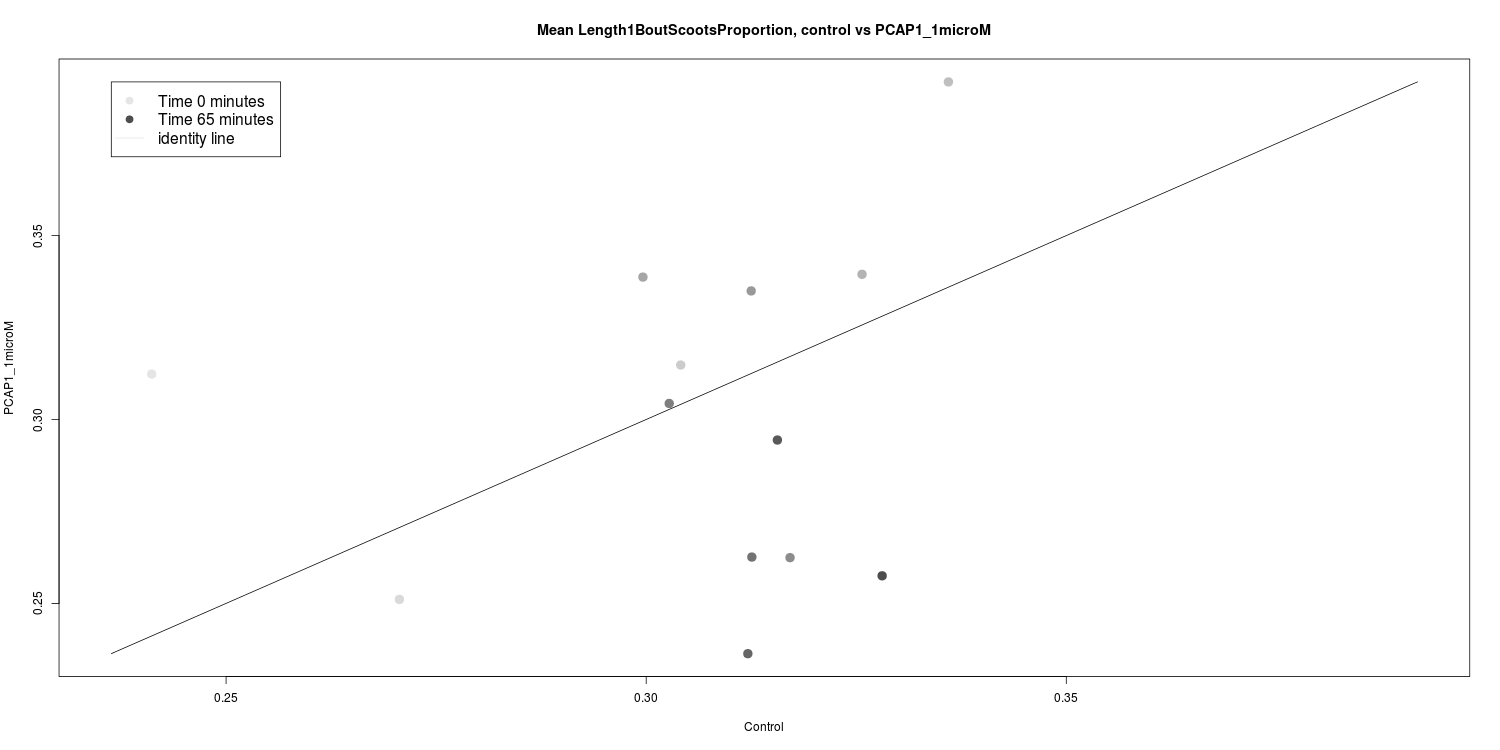 Mean Length1BoutScootsProportion, control vs PCAP1_1microM
Time 0 minutes
Time 65 minutes
identity line
PCAP1_1microM
0.35
0.30
0.25
0.25
0.30
0.35
Control